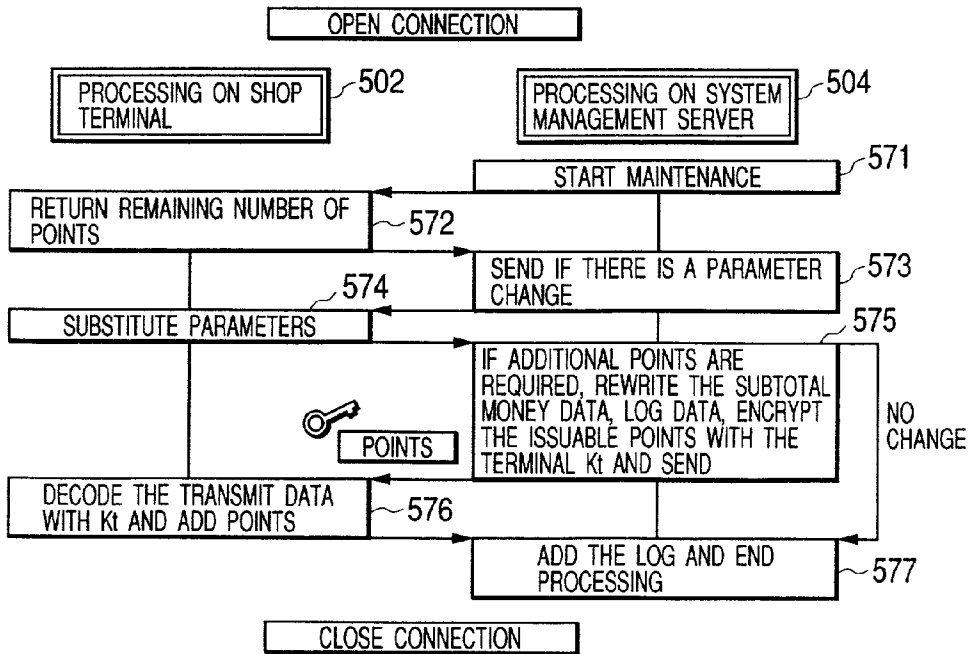 OPEN CONNECTION
PROCESSING ON SHOP
TERMINAL
502
PROCESSING ON SYSTEM
MANAGEMENT SERVER
504
START MAINTENANCE
571
RETURN REMAINING NUMBER OF
POINTS
572
SEND IF THERE IS A PARAMETER
CHANGE
573
574
SUBSTITUTE PARAMETERS
575
IF ADDITIONAL POINTS ARE
REQUIRED, REWRITE THE SUBTOTAL
MONEY DATA, LOG DATA, ENCRYPT
THE ISSUABLE POINTS WITH THE
TERMINAL Kt AND SEND
NO
CHANGE
POINTS
DECODE THE TRANSMIT DATA
WITH Kt AND ADD POINTS
576
ADD THE LOG AND END
PROCESSING
577
CLOSE CONNECTION